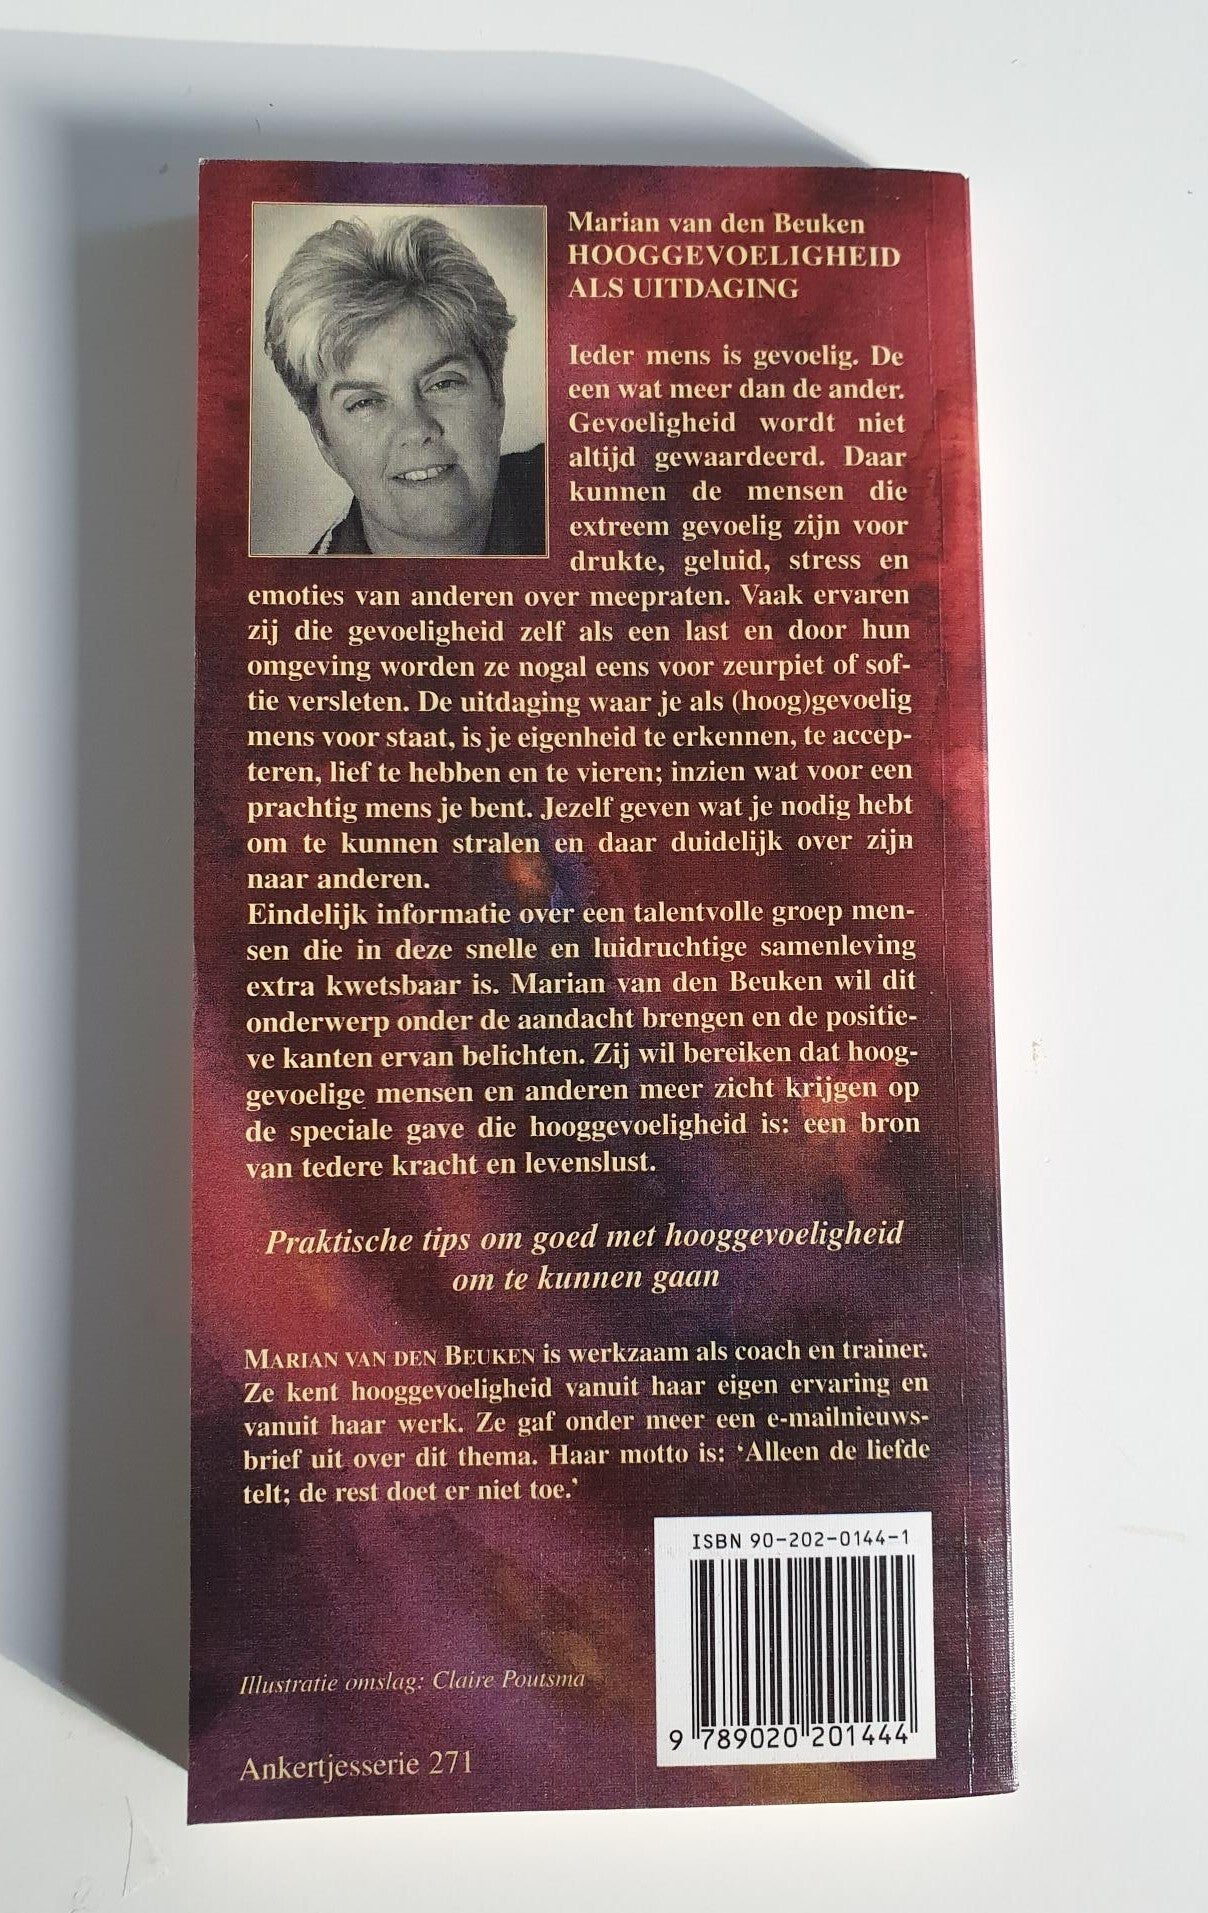 Marian van den Beuken
HOOGGEVOELIGHEID
ALS UITDAGING
Ieder mens is gevoelig. De
een wat meer dan de ander.
Gevoeligheid wordt niet
altijd gewaardeerd. Daar
kunnen de mensen die
extreem gevoelig zijn voor
drukte, geluid, stress en
emoties van anderen over meepraten. Vaak ervaren
zij die gevoeligheid zelf als een last en door hun
omgeving worden ze nogal eens voor zeurpiet of sof-
tie versleten. De uitdaging waar je als (hoog)gevoelig
mens voor staat, is je eigenheid te erkennen, te accep-
teren, lief te hebben en te vieren; inzien wat voor een
prachtig mens je bent. Jezelf geven wat je nodig hebt
om te kunnen stralen en daar duidelijk over zijn
naar anderen.
Eindelijk informatie over een talentvolle groep men-
sen die in deze snelle en luidruchtige samenleving
extra kwetsbaar is. Marian van den Beuken wil dit
onderwerp onder de aandacht brengen en de positie-
ve kanten ervan belichten. Zij wil bereiken dat hoog-
gevoelige mensen en anderen meer zicht krijgen op
de speciale gave die hooggevoeligheid is: een bron
van tedere kracht en levenslust.
Praktische tips om goed met hooggevoeligheid
om te kunnen gaan
MARIAN VAN DEN BEUKEN is werkzaam als coach en trainer.
Ze kent hooggevoeligheid vanuit haar eigen ervaring en
vanuit haar werk. Ze gaf onder meer een e-mailnieuws-
brief uit over dit thema. Haar motto is: ‘Alleen de liefde
telt; de rest doet er niet toe.’
ISBN 90-202-0144-1
9 789020 201444
Illustratie omslag: Claire Poutsma
Ankertjesserie 271